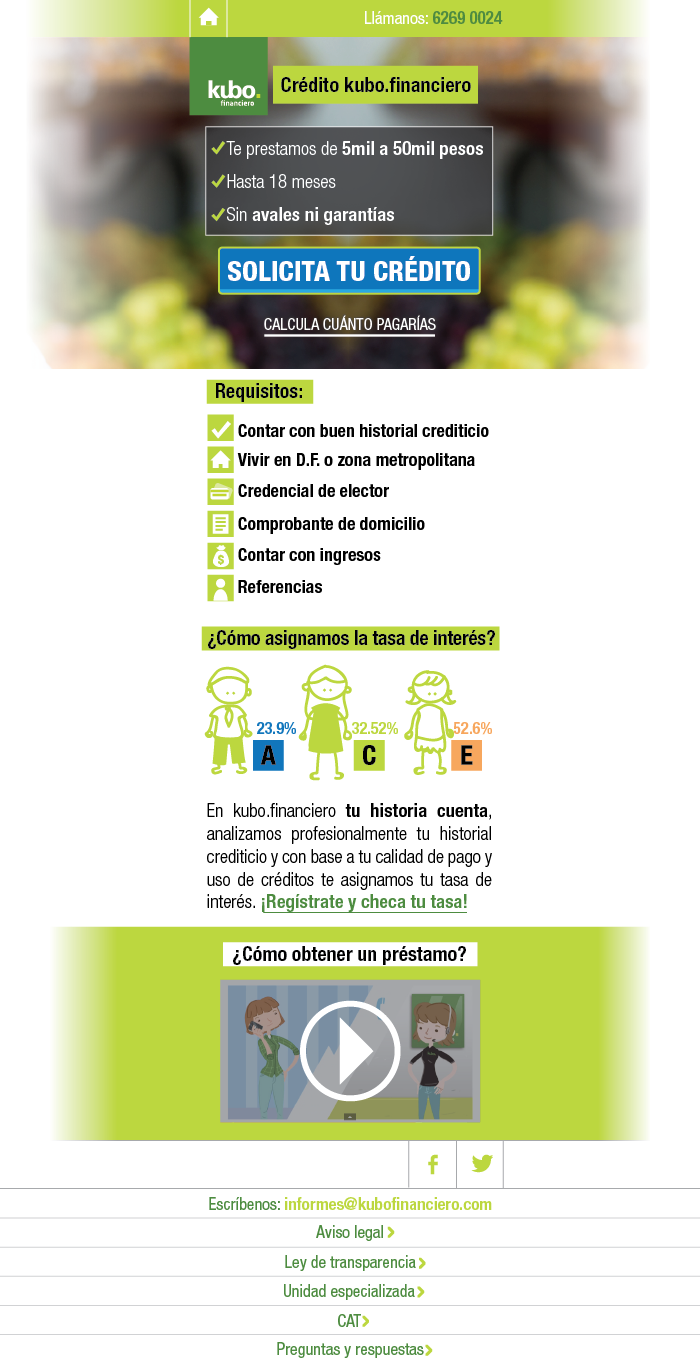 Llámanos: 6269 0024
kubo.
financiero
Crédito kubo.financiero
Te prestamos de 5mil a 50mil pesos
Hasta 18 meses
Sin avales ni garantías
SOLICITA TU CRÉDITO
CALCULA CUÁNTO PAGARÍAS
Requisitos:
Contar con buen historial crediticio
Vivir en D.F. o zona metropolitana
Credencial de elector
Comprobante de domicilio
$ Contar con ingresos
Referencias
¿Cómo asignamos la tasa de interés?
23.9% 32.52% 52.6%
A C E
En kubo.financiero tu historia cuenta,
analizamos profesionalmente tu historial
crediticio y con base a tu calidad de pago y
uso de créditos te asignamos tu tasa de
interés. ¡Regístrate y checa tu tasa!
¿Cómo obtener un préstamo?
Escríbenos: informes@kubofinanciero.com
Aviso legal
Ley de transparencia
Unidad especializada
CAT
Preguntas y respuestas